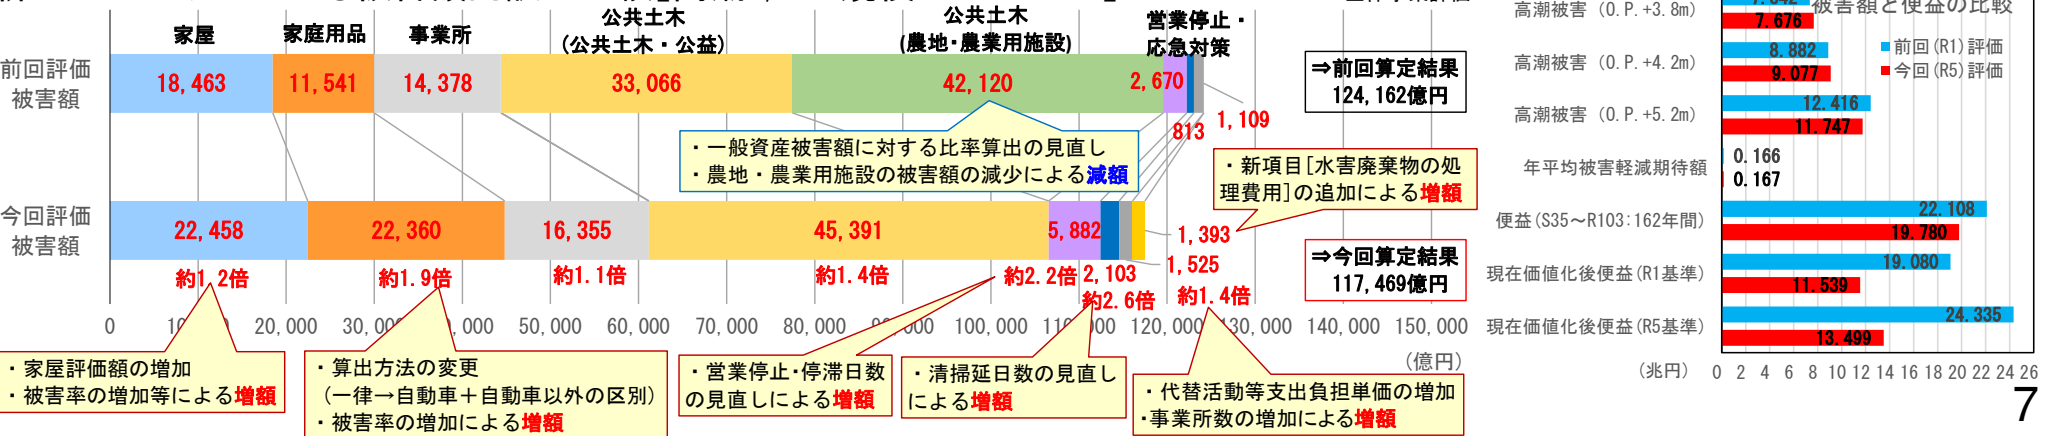 家屋
家庭用品
事業所
公共土木
(公共土木・公益)
公共土木
(農地・農業用施設)
営業停止・
応急対策
前回評価
被害額
18,463
11,541
14,378
33,066
42,120
2,670
813
1,109
⇒前回算定結果
124,162億円
・一般資産被害額に対する比率算出の見直し
・農地・農業用施設の被害額の減少による減額
・新項目[水害廃棄物の処
理費用]の追加による増額
今回評価
被害額
22,458
22,360
16,355
45,391
5,882
2,103
1,525
1,393
⇒今回算定結果
117,469億円
約1.2倍
約1.9倍
約1.1倍
約1.4倍
約2.2倍
約2.6倍
約1.4倍
0
20,000
50,000
60,000
70,000
80,000
100,000
120,000
130,000
140,000
150,000
(億円)
・家屋評価額の増加
・被害率の増加等による増額
・算出方法の変更
(一律→自動車＋自動車以外の区別)
・被害率の増加による増額
・営業停止・停滞日数
の見直しによる増額
・清掃延日数の見直し
による増額
・代替活動等支出負担単価の増加
・事業所数の増加による増額
被害額と便益の比較
前回(R1)評価
今回(R5)評価
高潮被害 (O.P.+3.8m)
7.676
高潮被害 (O.P.+4.2m)
8.882
9.077
高潮被害 (O.P.+5.2m)
12.416
11.747
年平均被害軽減期待額
0.166
0.167
便益(S35～R103:162年間)
22.108
19.780
現在価値化後便益(R1基準)
19.080
11.539
現在価値化後便益(R5基準)
24.335
13.499
(兆円)
0 2 4 6 8 10 12 14 16 18 20 22 24 26
7